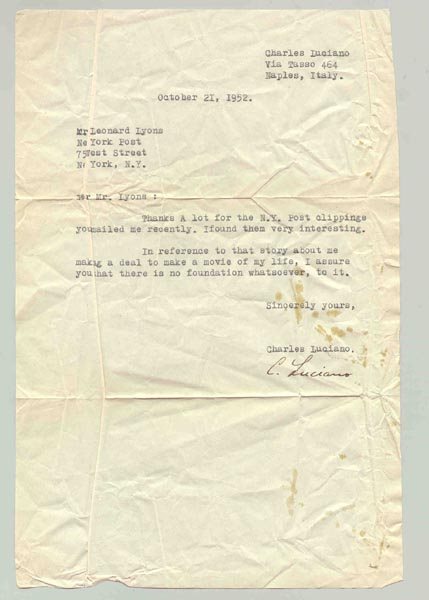 Charles Luciano
Via Tasso 464
Naples, Italy.
October 21, 1952.
Mr Leonard Lyons
Ne York Post
75 West Street
N York, N.Y.
Mr. Lyons :
Thanks A lot for the N.Y. Post clippings
you mailed me recently. I found them very interesting.
In reference to that story about me
making a deal to make a movie of my life, I assure
you that there is no foundation whatsoever, to it.
Sincerely yours,
Charles Luciano.
C. Luciano